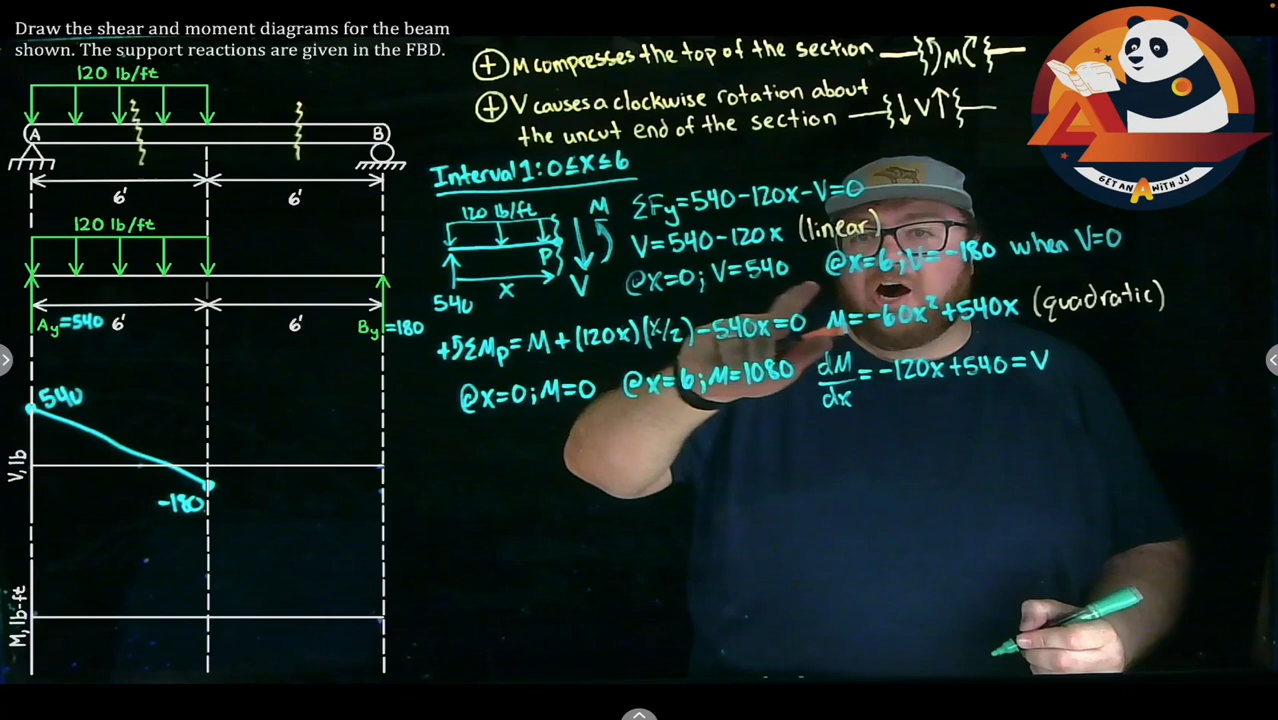 Draw the shear and moment diagrams for the beam
shown. The support reactions are given in the FBD.
120 lb/ft
A
B
6'
6'
120 lb/ft
6'
6'
Ay=540
By=180
540
-180
V, lb
M, lb-ft
⊕ M compresses the top of the section M
⊕ V causes a clockwise rotation about
the uncut end of the section V
Interval 1: 0≤x≤6
120 lb/ft
M
P
V
540
x
ΣFy=540-120x-V=0
V=540-120x (linear)
@x=0; V=540 @x=6; V=-180 when V=0
+↺ΣMp=M+(120x)(x/2)-540x=0 M=-60x²+540x (quadratic)
@x=0; M=0 @x=6; M=1080 dM/dx=-120x+540=V
GET AN A WITH JJ